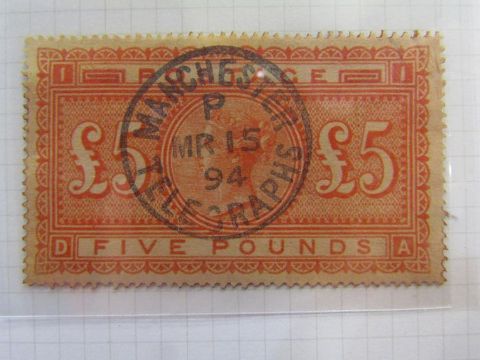 I POSTAGE I
£5 £5
D FIVE POUNDS A
MANCHESTER
P
MR 15
94
TELEGRAPHS